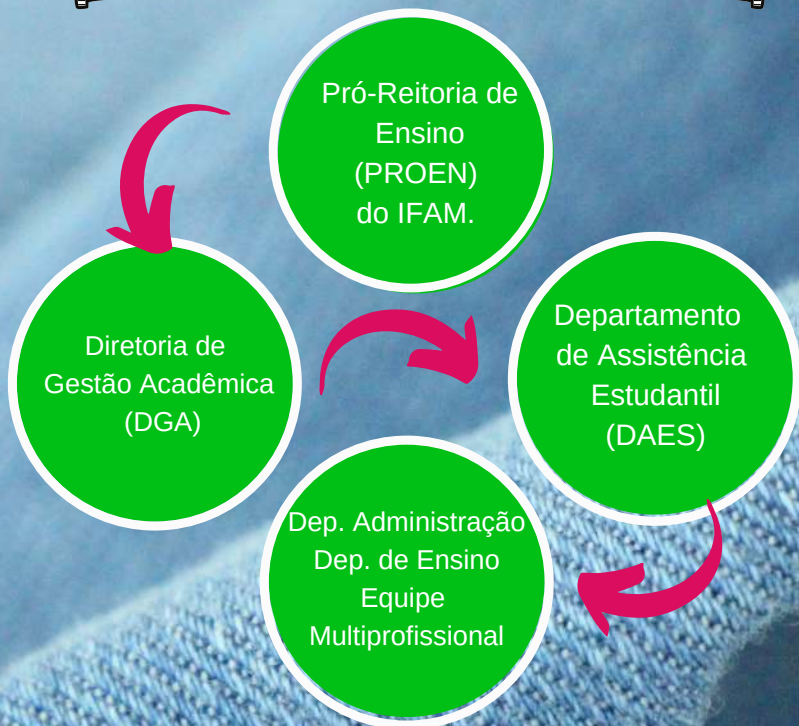 Pró-Reitoria de
Ensino
(PROEN)
do IFAM.
Diretoria de
Gestão Acadêmica
(DGA)
Departamento
de Assistência
Estudantil
(DAES)
Dep. Administração
Dep. de Ensino
Equipe
Multiprofissional